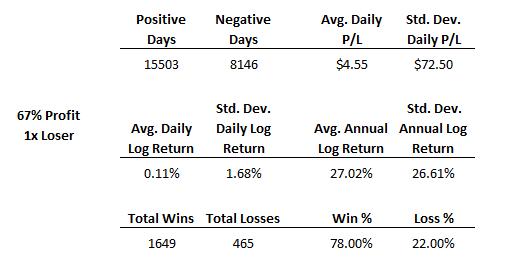 Positive Negative Avg. Daily Std. Dev.
Days Days P/L Daily P/L
15503 8146 $4.55 $72.50
67% Profit
1x Loser
Std. Dev. Std. Dev.
Avg. Daily Daily Log Avg. Annual Annual Log
Log Return Return Log Return Return
0.11% 1.68% 27.02% 26.61%
Total Wins Total Losses Win % Loss %
1649 465 78.00% 22.00%